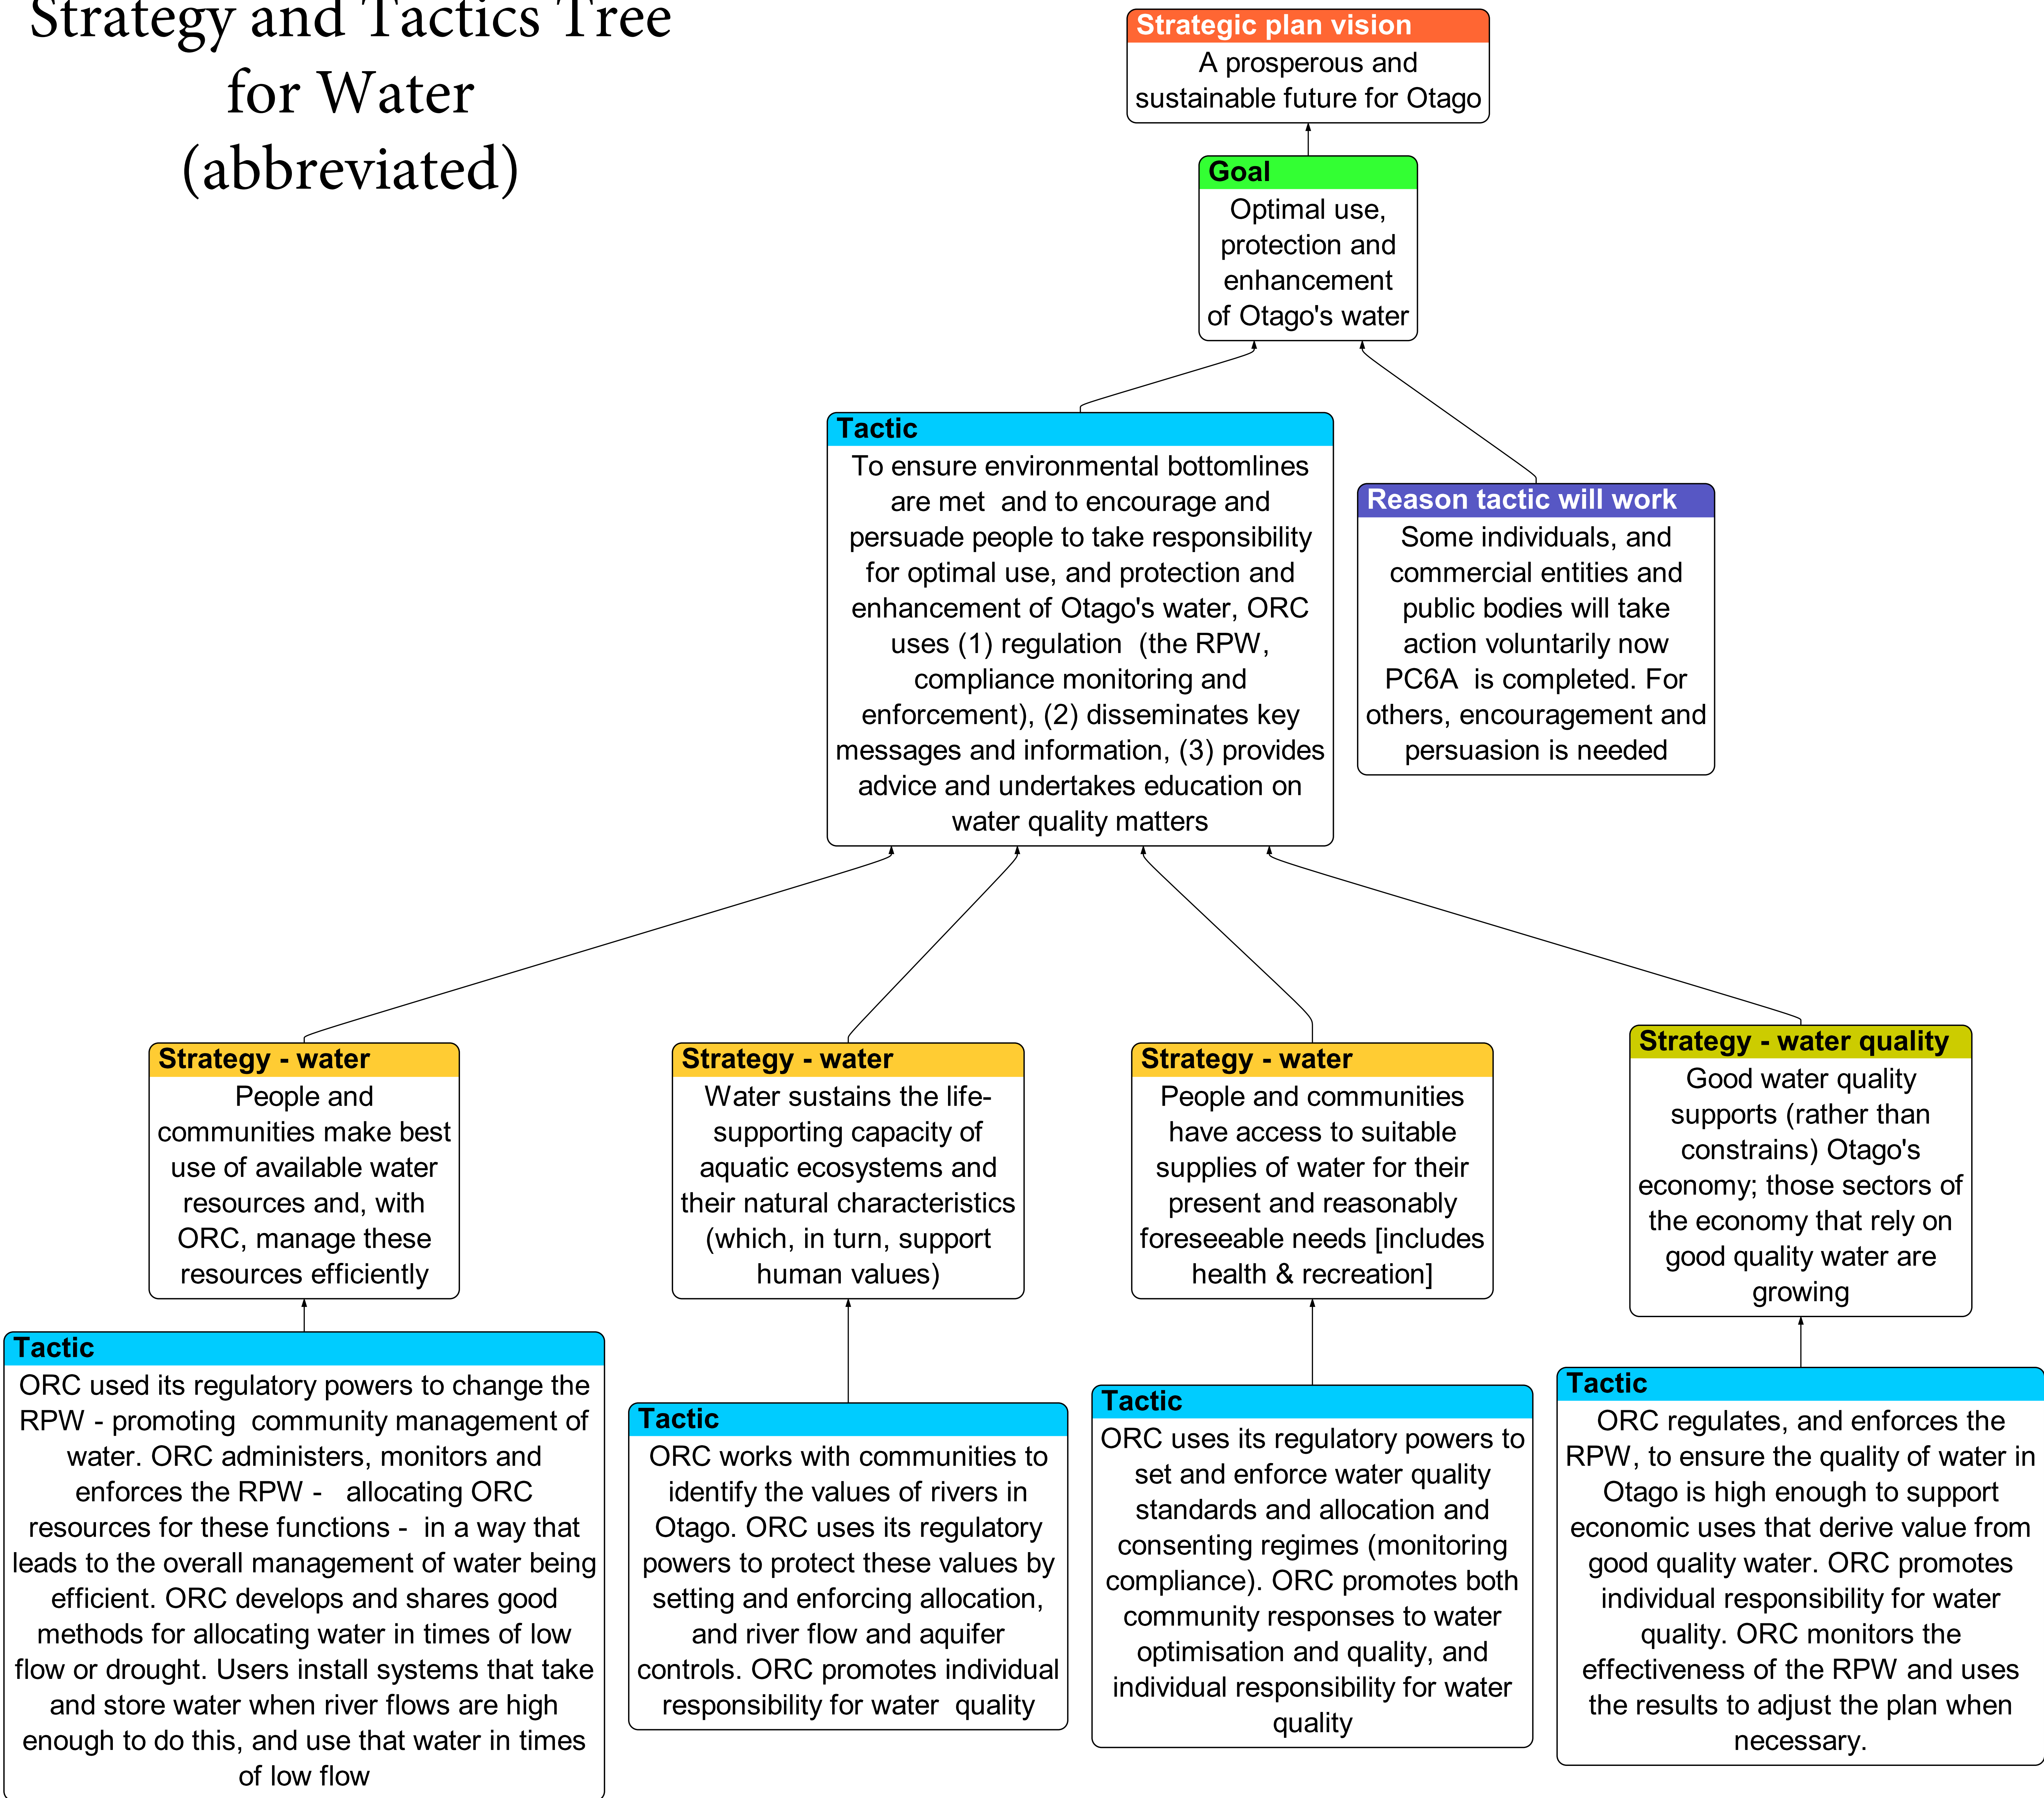 Strategy and Tactics Tree
for Water
(abbreviated)
Strategic plan vision
A prosperous and
sustainable future for Otago
Goal
Optimal use,
protection and
enhancement
of Otago's water
Tactic
To ensure environmental bottomlines
are met  and to encourage and
persuade people to take responsibility
for optimal use, and protection and
enhancement of Otago's water, ORC
uses (1) regulation  (the RPW,
compliance monitoring and
enforcement), (2) disseminates key
messages and information, (3) provides
advice and undertakes education on
water quality matters
Reason tactic will work
Some individuals, and
commercial entities and
public bodies will take
action voluntarily now
PC6A  is completed. For
others, encouragement and
persuasion is needed
Strategy - water
People and
communities make best
use of available water
resources and, with
ORC, manage these
resources efficiently
Strategy - water
Water sustains the life-
supporting capacity of
aquatic ecosystems and
their natural characteristics
(which, in turn, support
human values)
Strategy - water
People and communities
have access to suitable
supplies of water for their
present and reasonably
foreseeable needs [includes
health & recreation]
Strategy - water quality
Good water quality
supports (rather than
constrains) Otago's
economy; those sectors of
the economy that rely on
good quality water are
growing
Tactic
ORC used its regulatory powers to change the
RPW - promoting  community management of
water. ORC administers, monitors and
enforces the RPW -   allocating ORC
resources for these functions -  in a way that
leads to the overall management of water being
efficient. ORC develops and shares good
methods for allocating water in times of low
flow or drought. Users install systems that take
and store water when river flows are high
enough to do this, and use that water in times
of low flow
Tactic
ORC works with communities to
identify the values of rivers in
Otago. ORC uses its regulatory
powers to protect these values by
setting and enforcing allocation,
and river flow and aquifer
controls. ORC promotes individual
responsibility for water  quality
Tactic
ORC uses its regulatory powers to
set and enforce water quality
standards and allocation and
consenting regimes (monitoring
compliance). ORC promotes both
community responses to water
optimisation and quality, and
individual responsibility for water
quality
Tactic
ORC regulates, and enforces the
RPW, to ensure the quality of water in
Otago is high enough to support
economic uses that derive value from
good quality water. ORC promotes
individual responsibility for water
quality. ORC monitors the
effectiveness of the RPW and uses
the results to adjust the plan when
necessary.